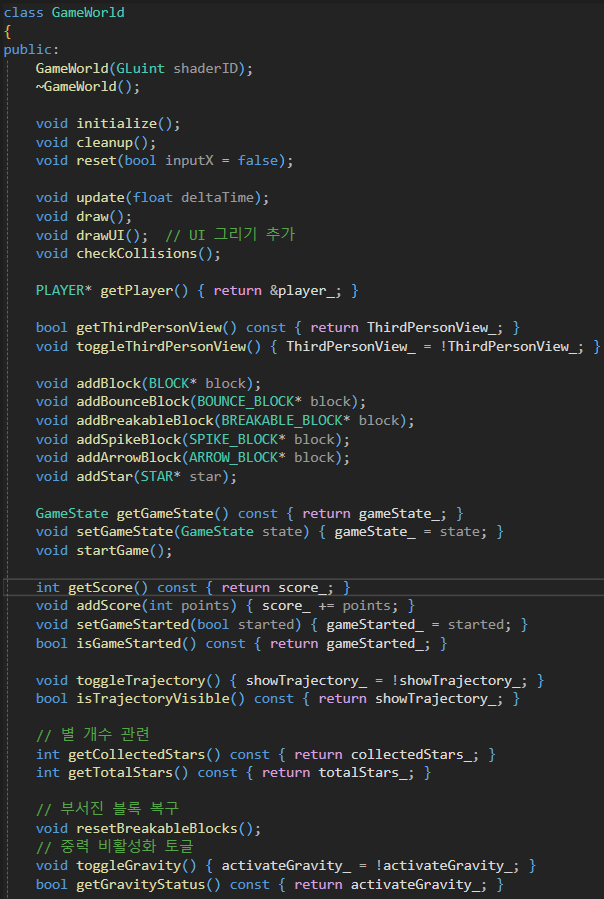 class GameWorld
{
public:
    GameWorld(GLuint shaderID);
    ~GameWorld();

    void initialize();
    void cleanup();
    void reset(bool inputX = false);

    void update(float deltaTime);
    void draw();
    void drawUI();  // UI 그리기 추가
    void checkCollisions();

    PLAYER* getPlayer() { return &player_; }

    bool getThirdPersonView() const { return ThirdPersonView_; }
    void toggleThirdPersonView() { ThirdPersonView_ = !ThirdPersonView_; }

    void addBlock(BLOCK* block);
    void addBounceBlock(BOUNCE_BLOCK* block);
    void addBreakableBlock(BREAKABLE_BLOCK* block);
    void addSpikeBlock(SPIKE_BLOCK* block);
    void addArrowBlock(ARROW_BLOCK* block);
    void addStar(STAR* star);

    GameState getGameState() const { return gameState_; }
    void setGameState(GameState state) { gameState_ = state; }
    void startGame();

    int getScore() const { return score_; }
    void addScore(int points) { score_ += points; }
    void setGameStarted(bool started) { gameStarted_ = started; }
    bool isGameStarted() const { return gameStarted_; }

    void toggleTrajectory() { showTrajectory_ = !showTrajectory_; }
    bool isTrajectoryVisible() const { return showTrajectory_; }

    // 별 개수 관련
    int getCollectedStars() const { return collectedStars_; }
    int getTotalStars() const { return totalStars_; }

    // 부서진 블록 복구
    void resetBreakableBlocks();
    // 중력 비활성화 토글
    void toggleGravity() { activateGravity_ = !activateGravity_; }
    bool getGravityStatus() const { return activateGravity_; }